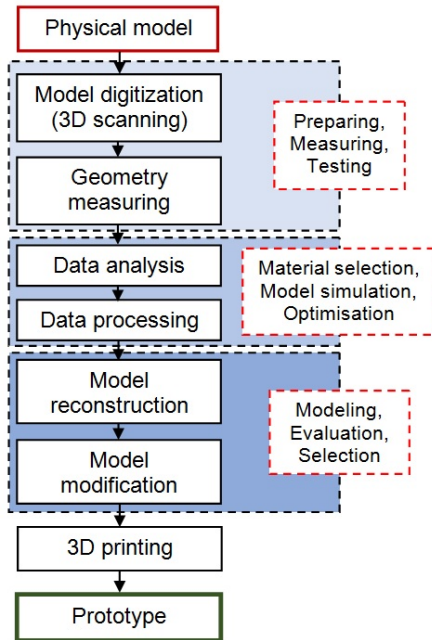 Physical model
Model digitization
(3D scanning)
Preparing,
Measuring,
Testing
Geometry
measuring
Data analysis
Material selection,
Model simulation,
Optimisation
Data processing
Model
reconstruction
Modeling,
Evaluation,
Selection
Model
modification
3D printing
Prototype